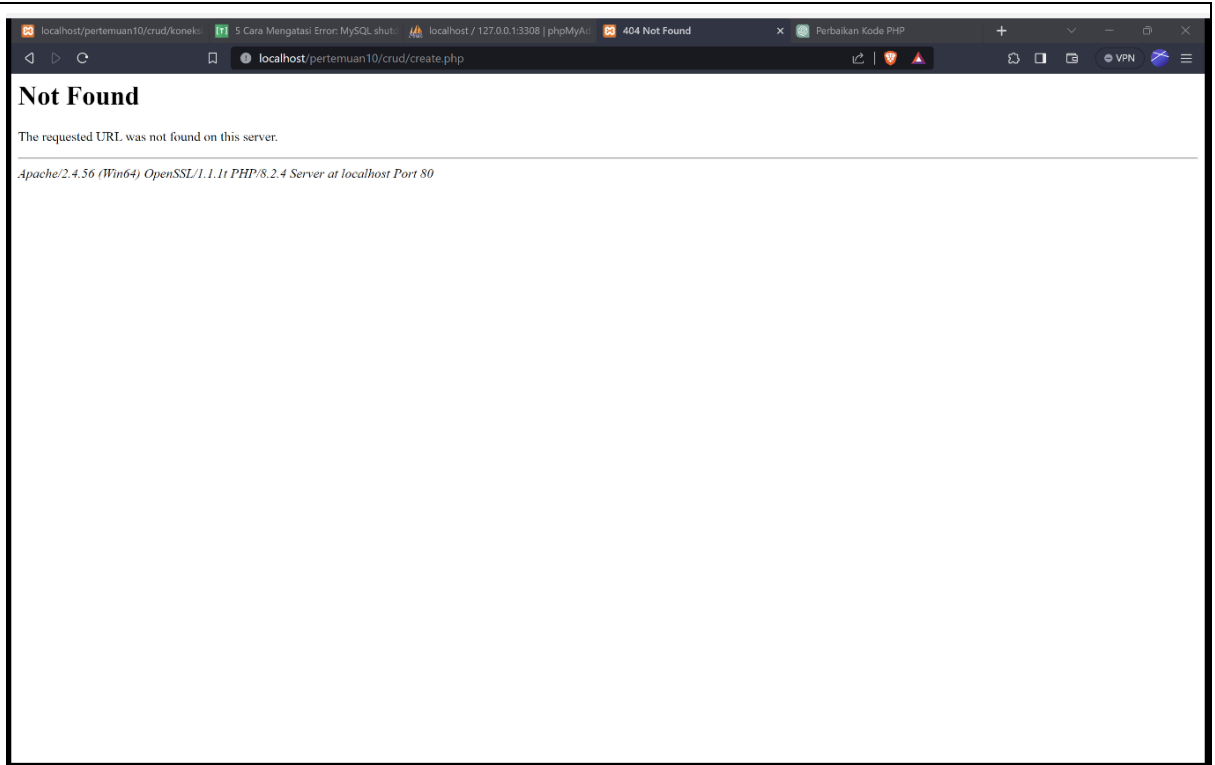 localhost/pertemuan10/crud/koneks
5 Cara Mengatasi Error: MySQL shut
localhost / 127.0.0.1:3308 | phpMyAd
404 Not Found
Perbaikan Kode PHP
localhost/pertemuan10/crud/create.php
VPN
Not Found
The requested URL was not found on this server.
Apache/2.4.56 (Win64) OpenSSL/1.1.1t PHP/8.2.4 Server at localhost Port 80